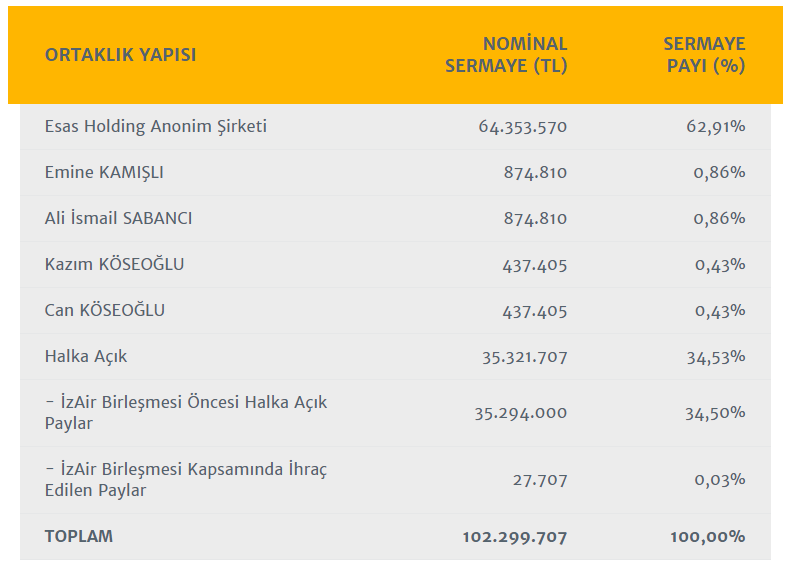 ORTAKLIK YAPISI NOMİNAL SERMAYE (TL) SERMAYE PAYI (%)
Esas Holding Anonim Şirketi 64.353.570 62,91%
Emine KAMIŞLI 874.810 0,86%
Ali İsmail SABANCI 874.810 0,86%
Kazım KÖSEOĞLU 437.405 0,43%
Can KÖSEOĞLU 437.405 0,43%
Halka Açık 35.321.707 34,53%
- İzAir Birleşmesi Öncesi Halka Açık
Paylar 35.294.000 34,50%
- İzAir Birleşmesi Kapsamında İhraç
Edilen Paylar 27.707 0,03%
TOPLAM 102.299.707 100,00%